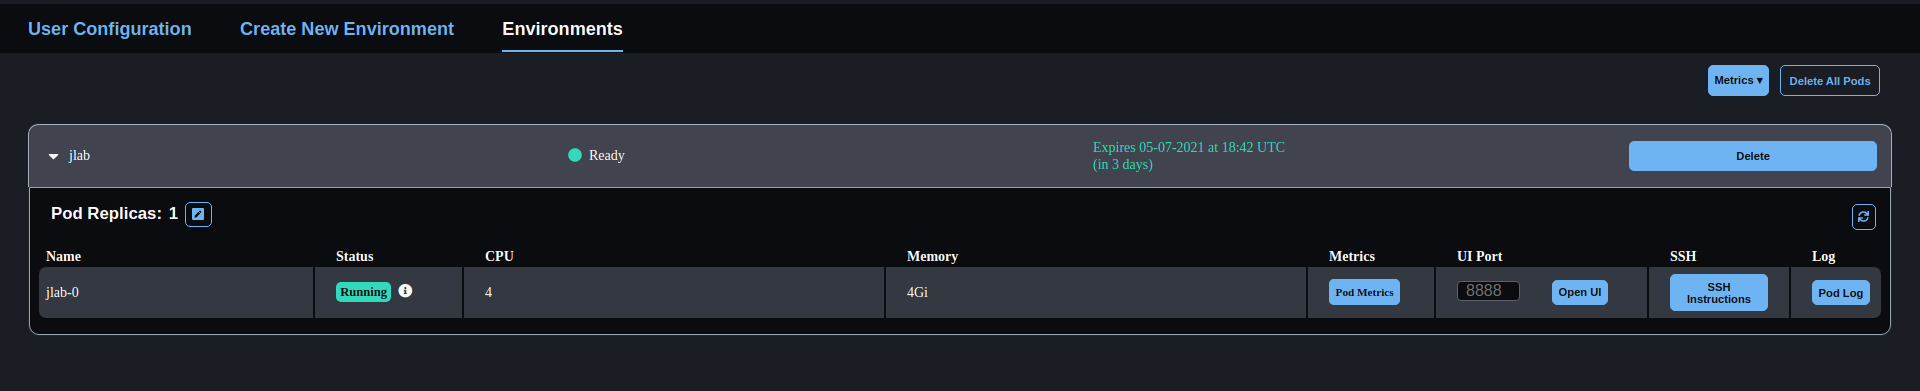 User Configuration Create New Environment Environments
Metrics ▾ Delete All Pods
jlab Ready Expires 05-07-2021 at 18:42 UTC Delete
(in 3 days)
Pod Replicas: 1
Name Status CPU Memory Metrics UI Port SSH Log
jlab-0 Running 4 4Gi Pod Metrics 8888 Open UI SSH Pod Log
Instructions